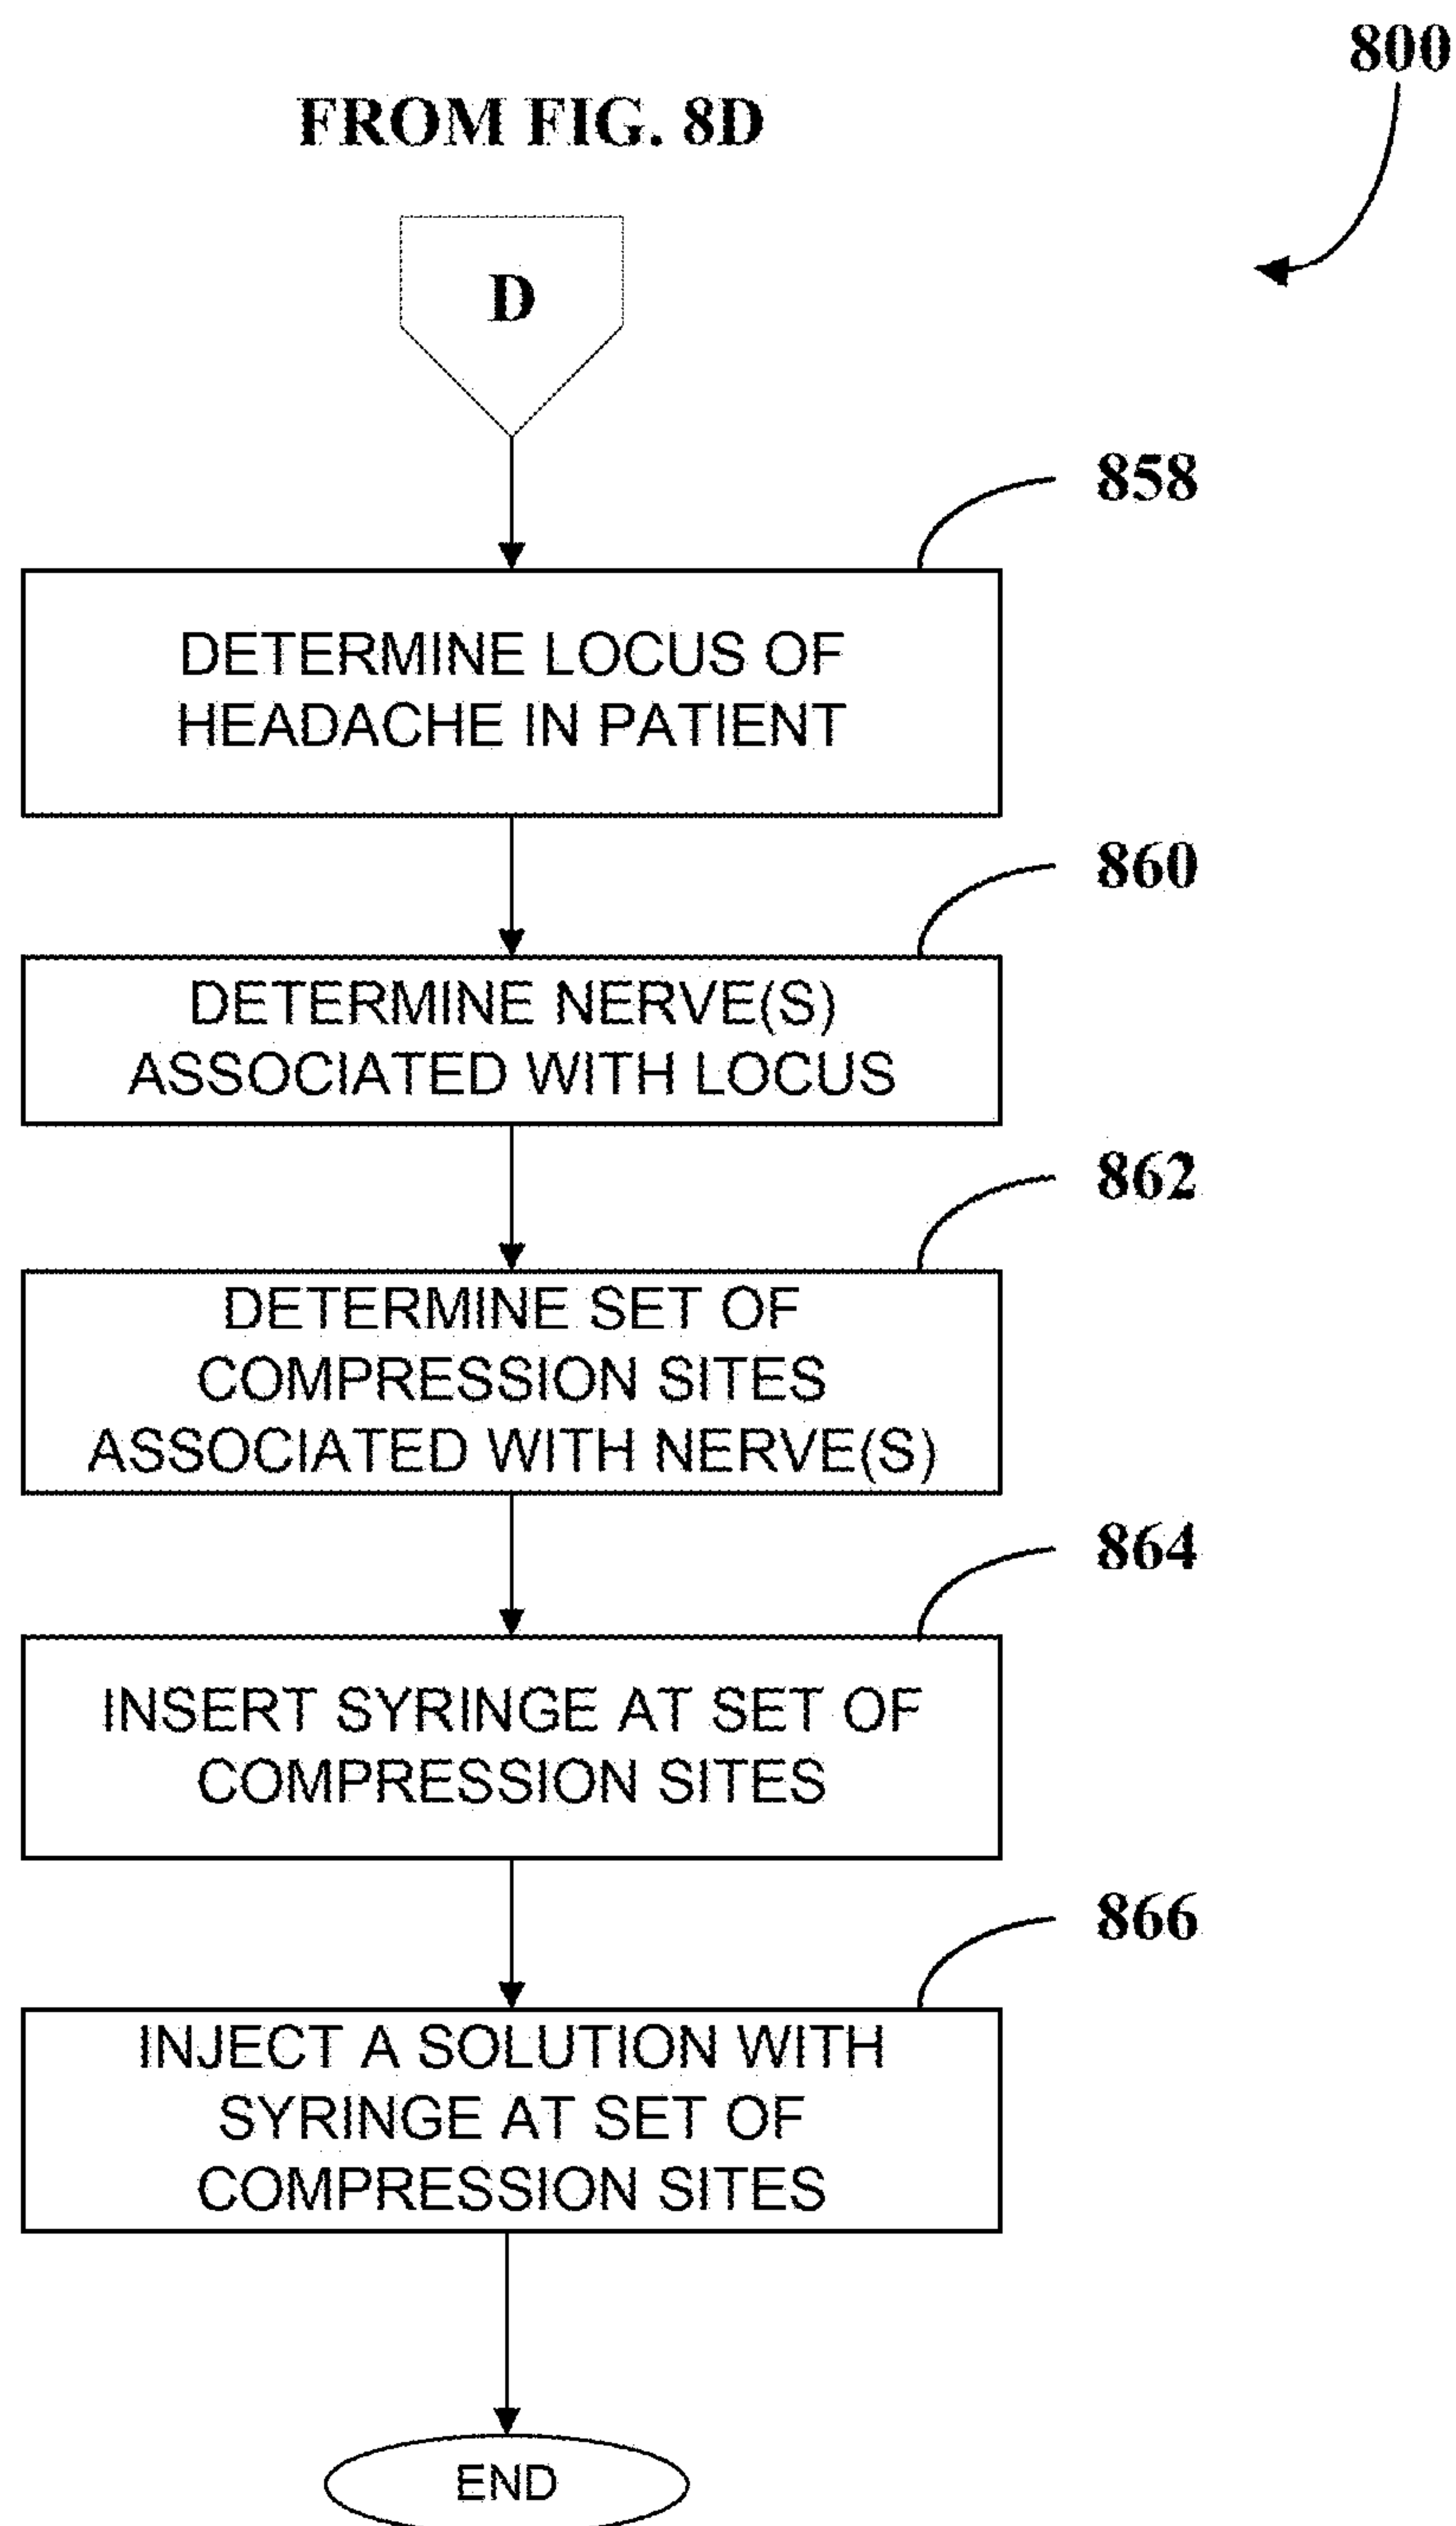 800
FROM FIG. 8D
D
858
DETERMINE LOCUS OF
HEADACHE IN PATIENT
860
DETERMINE NERVE(S)
ASSOCIATED WITH LOCUS
862
DETERMINE SET OF
COMPRESSION SITES
ASSOCIATED WITH NERVE(S)
864
INSERT SYRINGE AT SET OF
COMPRESSION SITES
866
INJECT A SOLUTION WITH
SYRINGE AT SET OF
COMPRESSION SITES
END